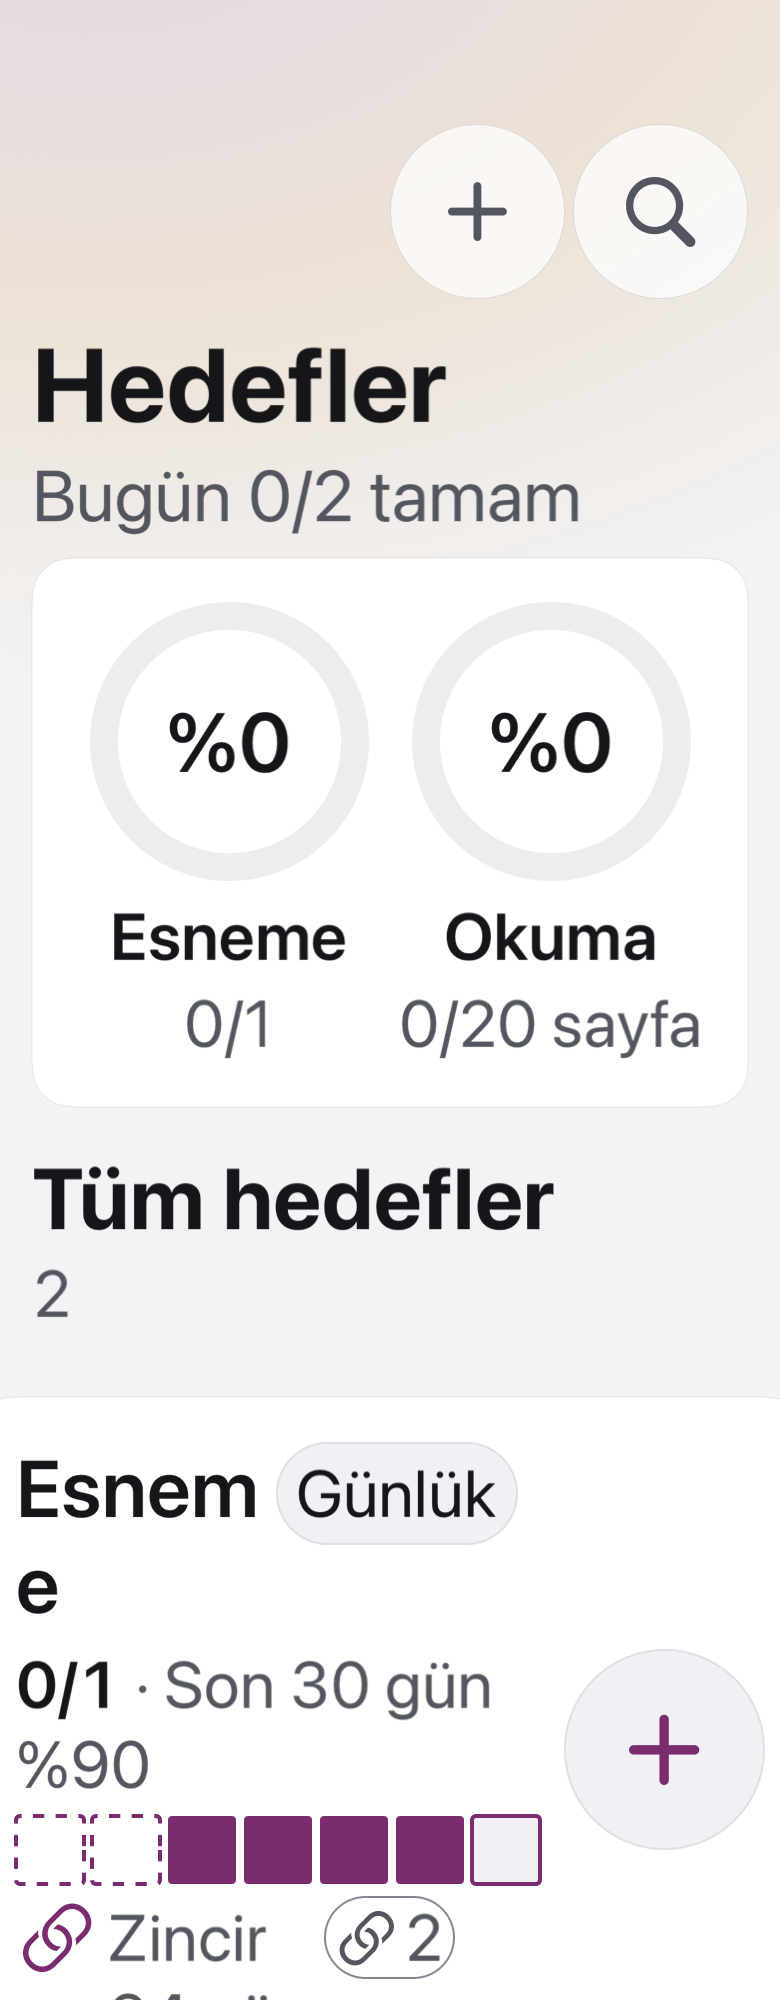 Hedefler
Bugün 0/2 tamam
%0 %0
Esneme Okuma
0/1 0/20 sayfa
Tüm hedefler
2
Esnem Günlük
e
0/1 · Son 30 gün
%90
Zincir 2